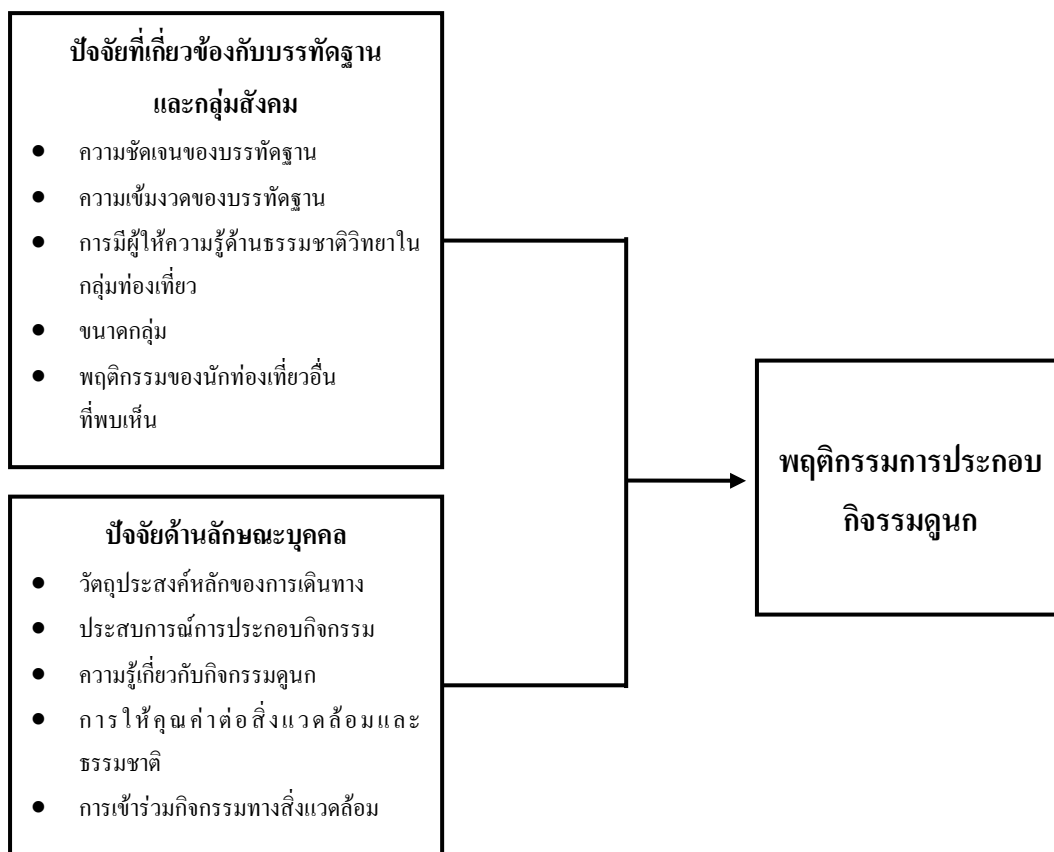 ปัจจัยที่เกี่ยวข้องกับบรรทัดฐาน
และกลุ่มสังคม
● ความชัดเจนของบรรทัดฐาน
● ความเข้มงวดของบรรทัดฐาน
● การมีผู้ให้ความรู้ด้านธรรมชาติวิทยาใน
กลุ่มท่องเที่ยว
● ขนาดกลุ่ม
● พฤติกรรมของนักท่องเที่ยวอื่น
ที่พบเห็น
ปัจจัยด้านลักษณะบุคคล
● วัตถุประสงค์หลักของการเดินทาง
● ประสบการณ์การประกอบกิจกรรม
● ความรู้เกี่ยวกับกิจกรรมดูนก
● การให้คุณค่าต่อสิ่งแวดล้อมและ
ธรรมชาติ
● การเข้าร่วมกิจกรรมทางสิ่งแวดล้อม
พฤติกรรมการประกอบ
กิจรรมดูนก